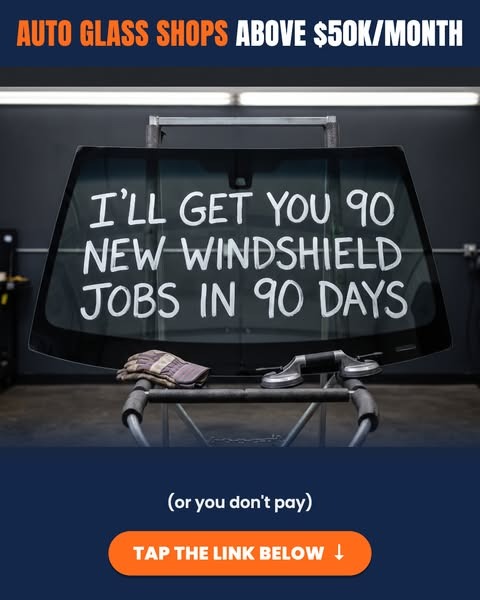 AUTO GLASS SHOPS ABOVE $50K/MONTH
I'LL GET YOU 90
NEW WINDSHIELD
JOBS IN 90 DAYS
(or you don't pay)
TAP THE LINK BELOW ↓